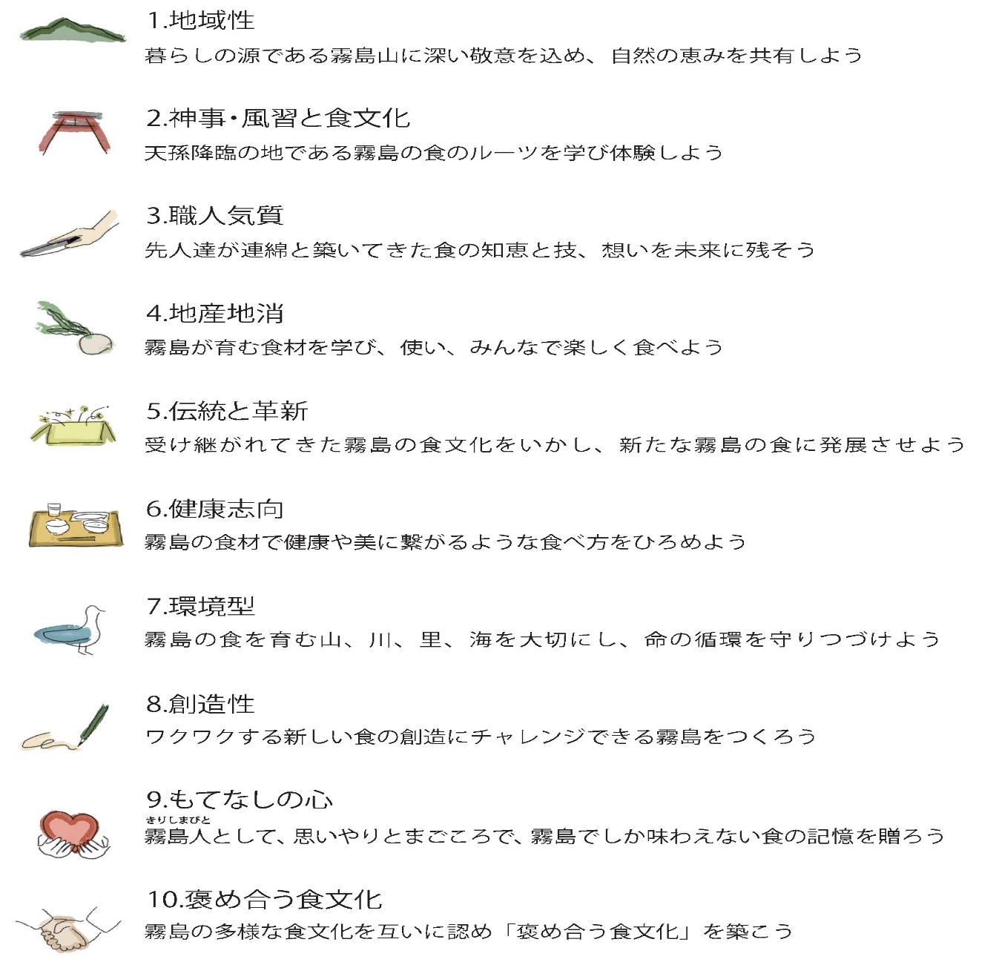 1.地域性
暮らしの源である霧島山に深い敬意を込め、自然の恵みを共有しよう
2.神事・風習と食文化
天孫降臨の地である霧島の食のルーツを学び体験しよう
3.職人気質
先人達が連綿と築いてきた食の知恵と技、想いを未来に残そう
4.地産地消
霧島が育む食材を学び、使い、みんなで楽しく食べよう
5.伝統と革新
受け継がれてきた霧島の食文化をいかし、新たな霧島の食に発展させよう
6.健康志向
霧島の食材で健康や美に繋がるような食べ方をひろめよう
7.環境型
霧島の食を育む山、川、里、海を大切にし、命の循環を守りつづけよう
8.創造性
ワクワクする新しい食の創造にチャレンジできる霧島をつくろう
9.もてなしの心
きりしまびと
霧島人として、思いやりとまごころで、霧島でしか味わえない食の記憶を贈ろう
10.褒め合う食文化
霧島の多様な食文化を互いに認め「褒め合う食文化」を築こう